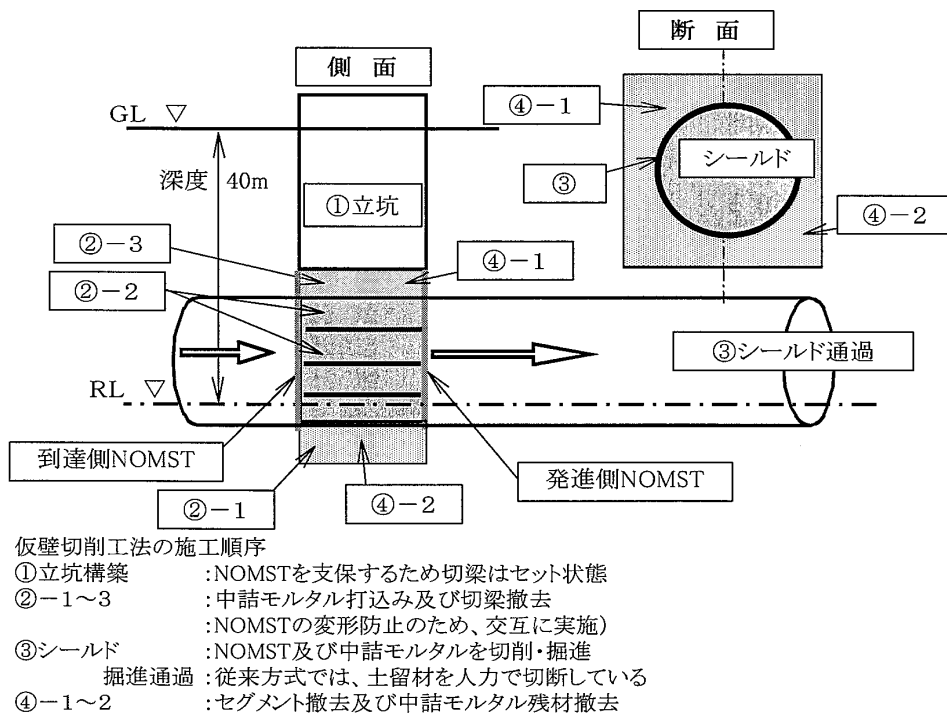 断 面
側 面
④-1
GL ▽
シールド
深度 40m
③
①立坑
④-2
②-3
④-1
②-2
③シールド通過
RL ▽
到達側NOMST
発進側NOMST
②-1
④-2
仮壁切削工法の施工順序
①立坑構築 :NOMSTを支保するため切梁はセット状態
②-1~3 :中詰モルタル打込み及び切梁撤去
:NOMSTの変形防止のため、交互に実施)
③シールド :NOMST及び中詰モルタルを切削・掘進
掘進通過 :従来方式では、土留材を人力で切断している
④-1~2 :セグメント撤去及び中詰モルタル残材撤去